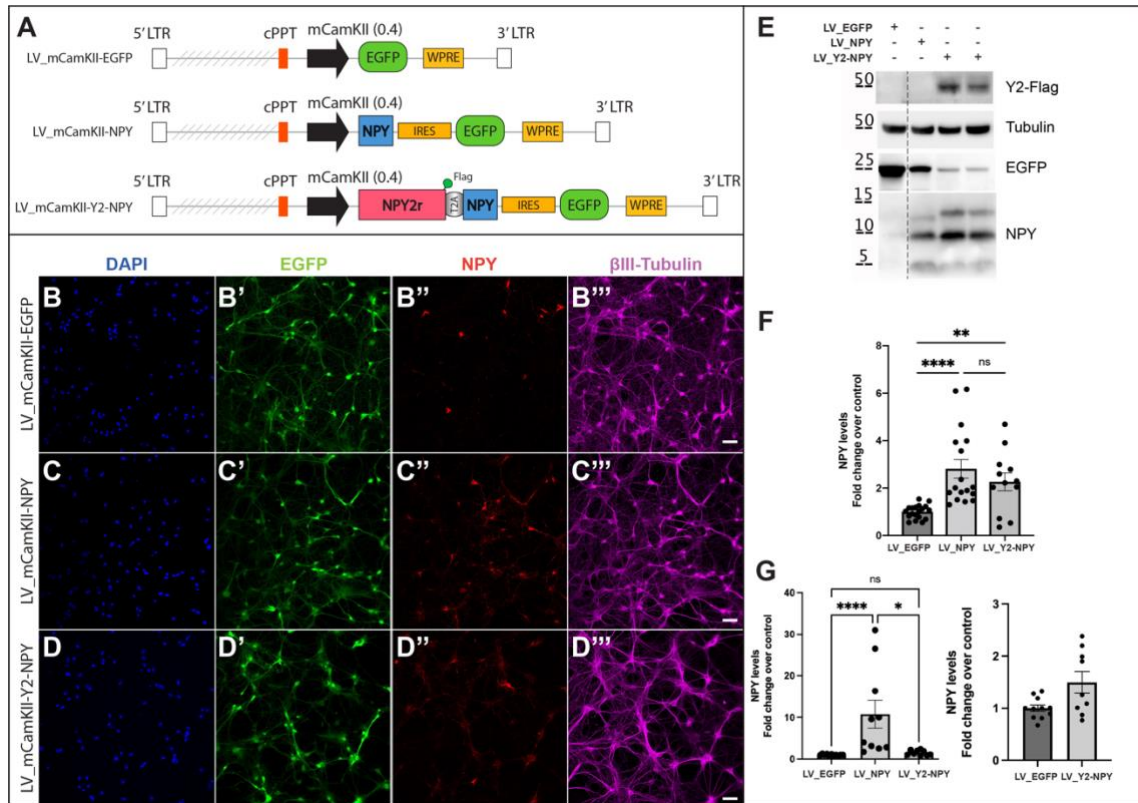 A
5' LTR cPPT mCamKII (0.4) 3' LTR
LV_mCamKII-EGFP EGFP WPRE
5' LTR cPPT mCamKII (0.4) 3' LTR
LV_mCamKII-NPY NPY IRES EGFP WPRE
5' LTR cPPT mCamKII (0.4) Flag 3' LTR
LV_mCamKII-Y2-NPY NPY2r T2A NPY IRES EGFP WPRE
DAPI EGFP NPY βIII-Tubulin
LV_mCamKII-EGFP
B B' B'' B'''
LV_mCamKII-NPY
C C' C'' C'''
LV_mCamKII-Y2-NPY
D D' D'' D'''
E
LV_EGFP + - - -
LV_NPY - + - -
LV_Y2-NPY - - + +
50 Y2-Flag
50 Tubulin
25 EGFP
15
10 NPY
5
F
NPY levels
Fold change over control
8
6
4
2
0
**
**** ns
LV_EGFP LV_NPY LV_Y2-NPY
G
NPY levels
Fold change over control
40
30
20
10
0
ns
**** *
LV_EGFP LV_NPY LV_Y2-NPY
NPY levels
Fold change over control
3
2
1
0
LV_EGFP LV_Y2-NPY